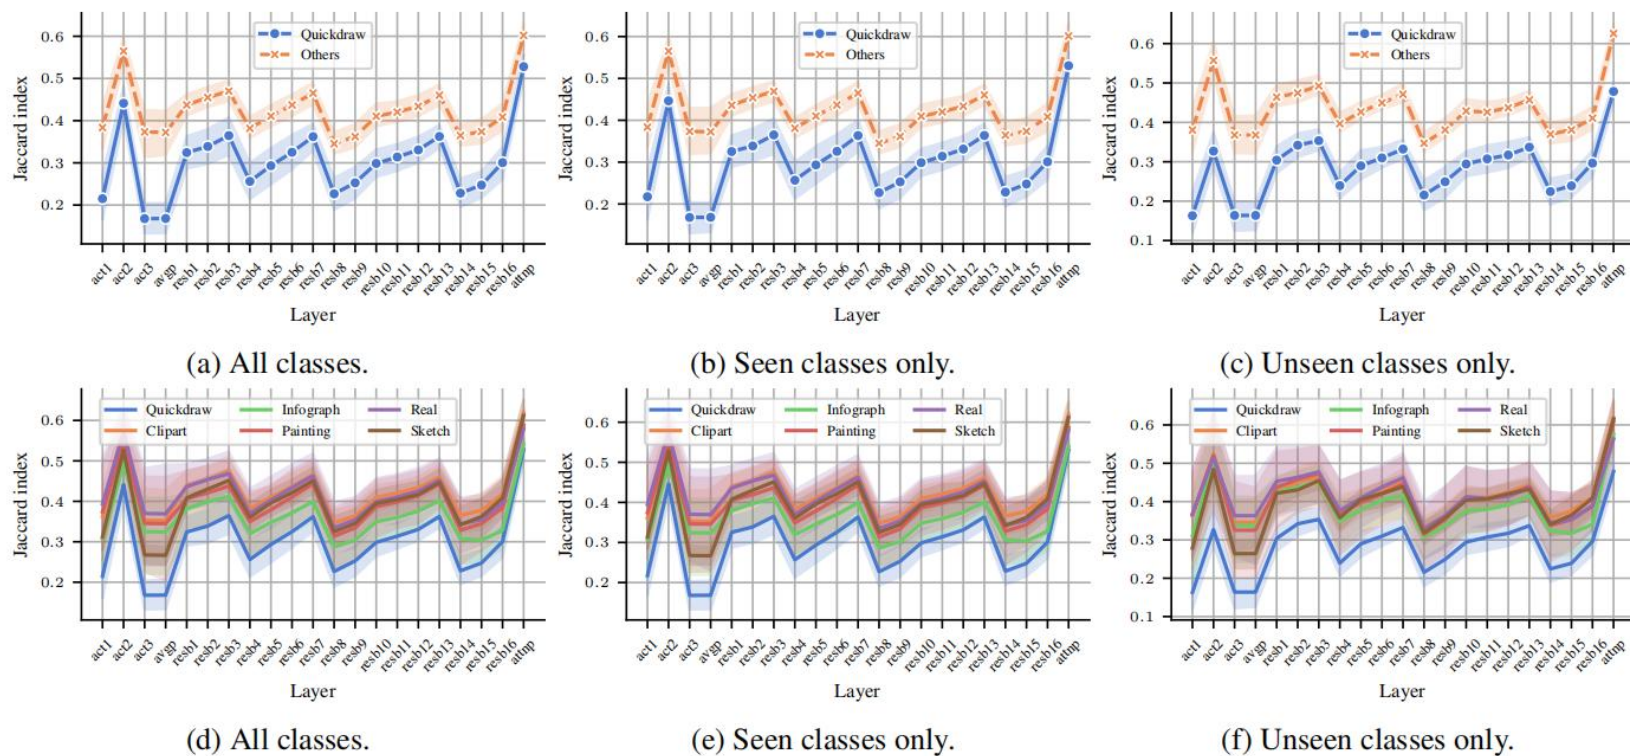 Quickdraw
Others
Jaccard index
0.6
0.5
0.4
0.3
0.2
act1 act2 act3 avgp resb1 resb2 resb3 resb4 resb5 resb6 resb7 resb8 resb9 resb10 resb11 resb12 resb13 resb14 resb15 resb16 attnp
Layer
(a) All classes.
Quickdraw
Others
Jaccard index
0.6
0.5
0.4
0.3
0.2
act1 act2 act3 avgp resb1 resb2 resb3 resb4 resb5 resb6 resb7 resb8 resb9 resb10 resb11 resb12 resb13 resb14 resb15 resb16 attnp
Layer
(b) Seen classes only.
Quickdraw
Others
Jaccard index
0.6
0.5
0.4
0.3
0.2
0.1
act1 act2 act3 avgp resb1 resb2 resb3 resb4 resb5 resb6 resb7 resb8 resb9 resb10 resb11 resb12 resb13 resb14 resb15 resb16 attnp
Layer
(c) Unseen classes only.
Quickdraw Infograph Real
Clipart Painting Sketch
Jaccard index
0.6
0.5
0.4
0.3
0.2
act1 act2 act3 avgp resb1 resb2 resb3 resb4 resb5 resb6 resb7 resb8 resb9 resb10 resb11 resb12 resb13 resb14 resb15 resb16 attnp
Layer
(d) All classes.
Quickdraw Infograph Real
Clipart Painting Sketch
Jaccard index
0.6
0.5
0.4
0.3
0.2
act1 act2 act3 avgp resb1 resb2 resb3 resb4 resb5 resb6 resb7 resb8 resb9 resb10 resb11 resb12 resb13 resb14 resb15 resb16 attnp
Layer
(e) Seen classes only.
Quickdraw Infograph Real
Clipart Painting Sketch
Jaccard index
0.6
0.5
0.4
0.3
0.2
0.1
act1 act2 act3 avgp resb1 resb2 resb3 resb4 resb5 resb6 resb7 resb8 resb9 resb10 resb11 resb12 resb13 resb14 resb15 resb16 attnp
Layer
(f) Unseen classes only.